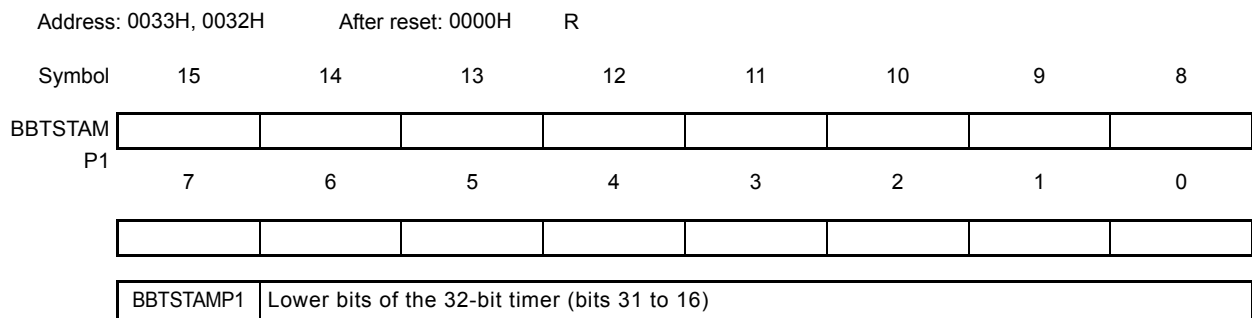 Address: 0033H, 0032H After reset: 0000H R
Symbol 15 14 13 12 11 10 9 8
BBTSTAM
P1
7 6 5 4 3 2 1 0
BBTSTAMP1 Lower bits of the 32-bit timer (bits 31 to 16)